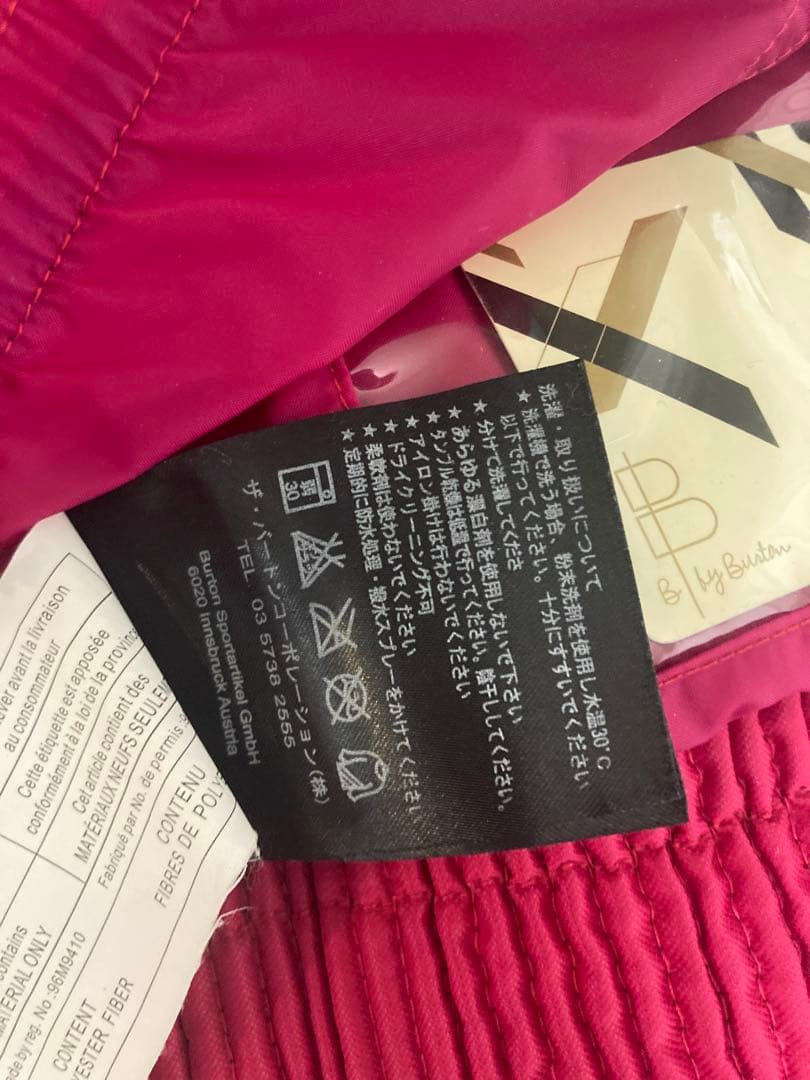 洗濯・取り扱いについて
★ 洗濯機で洗う場合、粉末洗剤を使用し水温30°C
以下で行ってください。十分にすすいでください
★ 分けて洗濯してくださ
★ あらゆる漂白剤を使用しないで下さい
★ タンブル乾燥は低温で行ってください。陰干ししてください。
★ アイロン掛けは行わないでください
★ ドライクリーニング不可
★ 柔軟剤は使わないでください
★ 定期的に防水処理・撥水スプレーをかけてください
弱
30
ザ・バートンコーポレーション(株)
TEL 03 5738 2555
Burton Sportartikel GmbH
6020 Innsbruck Austria
B by Burton
avant la livraison
au consommateur
Cette étiquette est apposée
conformément à la loi de la
Cet article contient des
MATÉRIAUX NEUFS
Fabriqué par No. de permis
CONTENU
FIBRES DE
MATERIAL ONLY
by reg. No :96M9410
CONTENT
FIBER